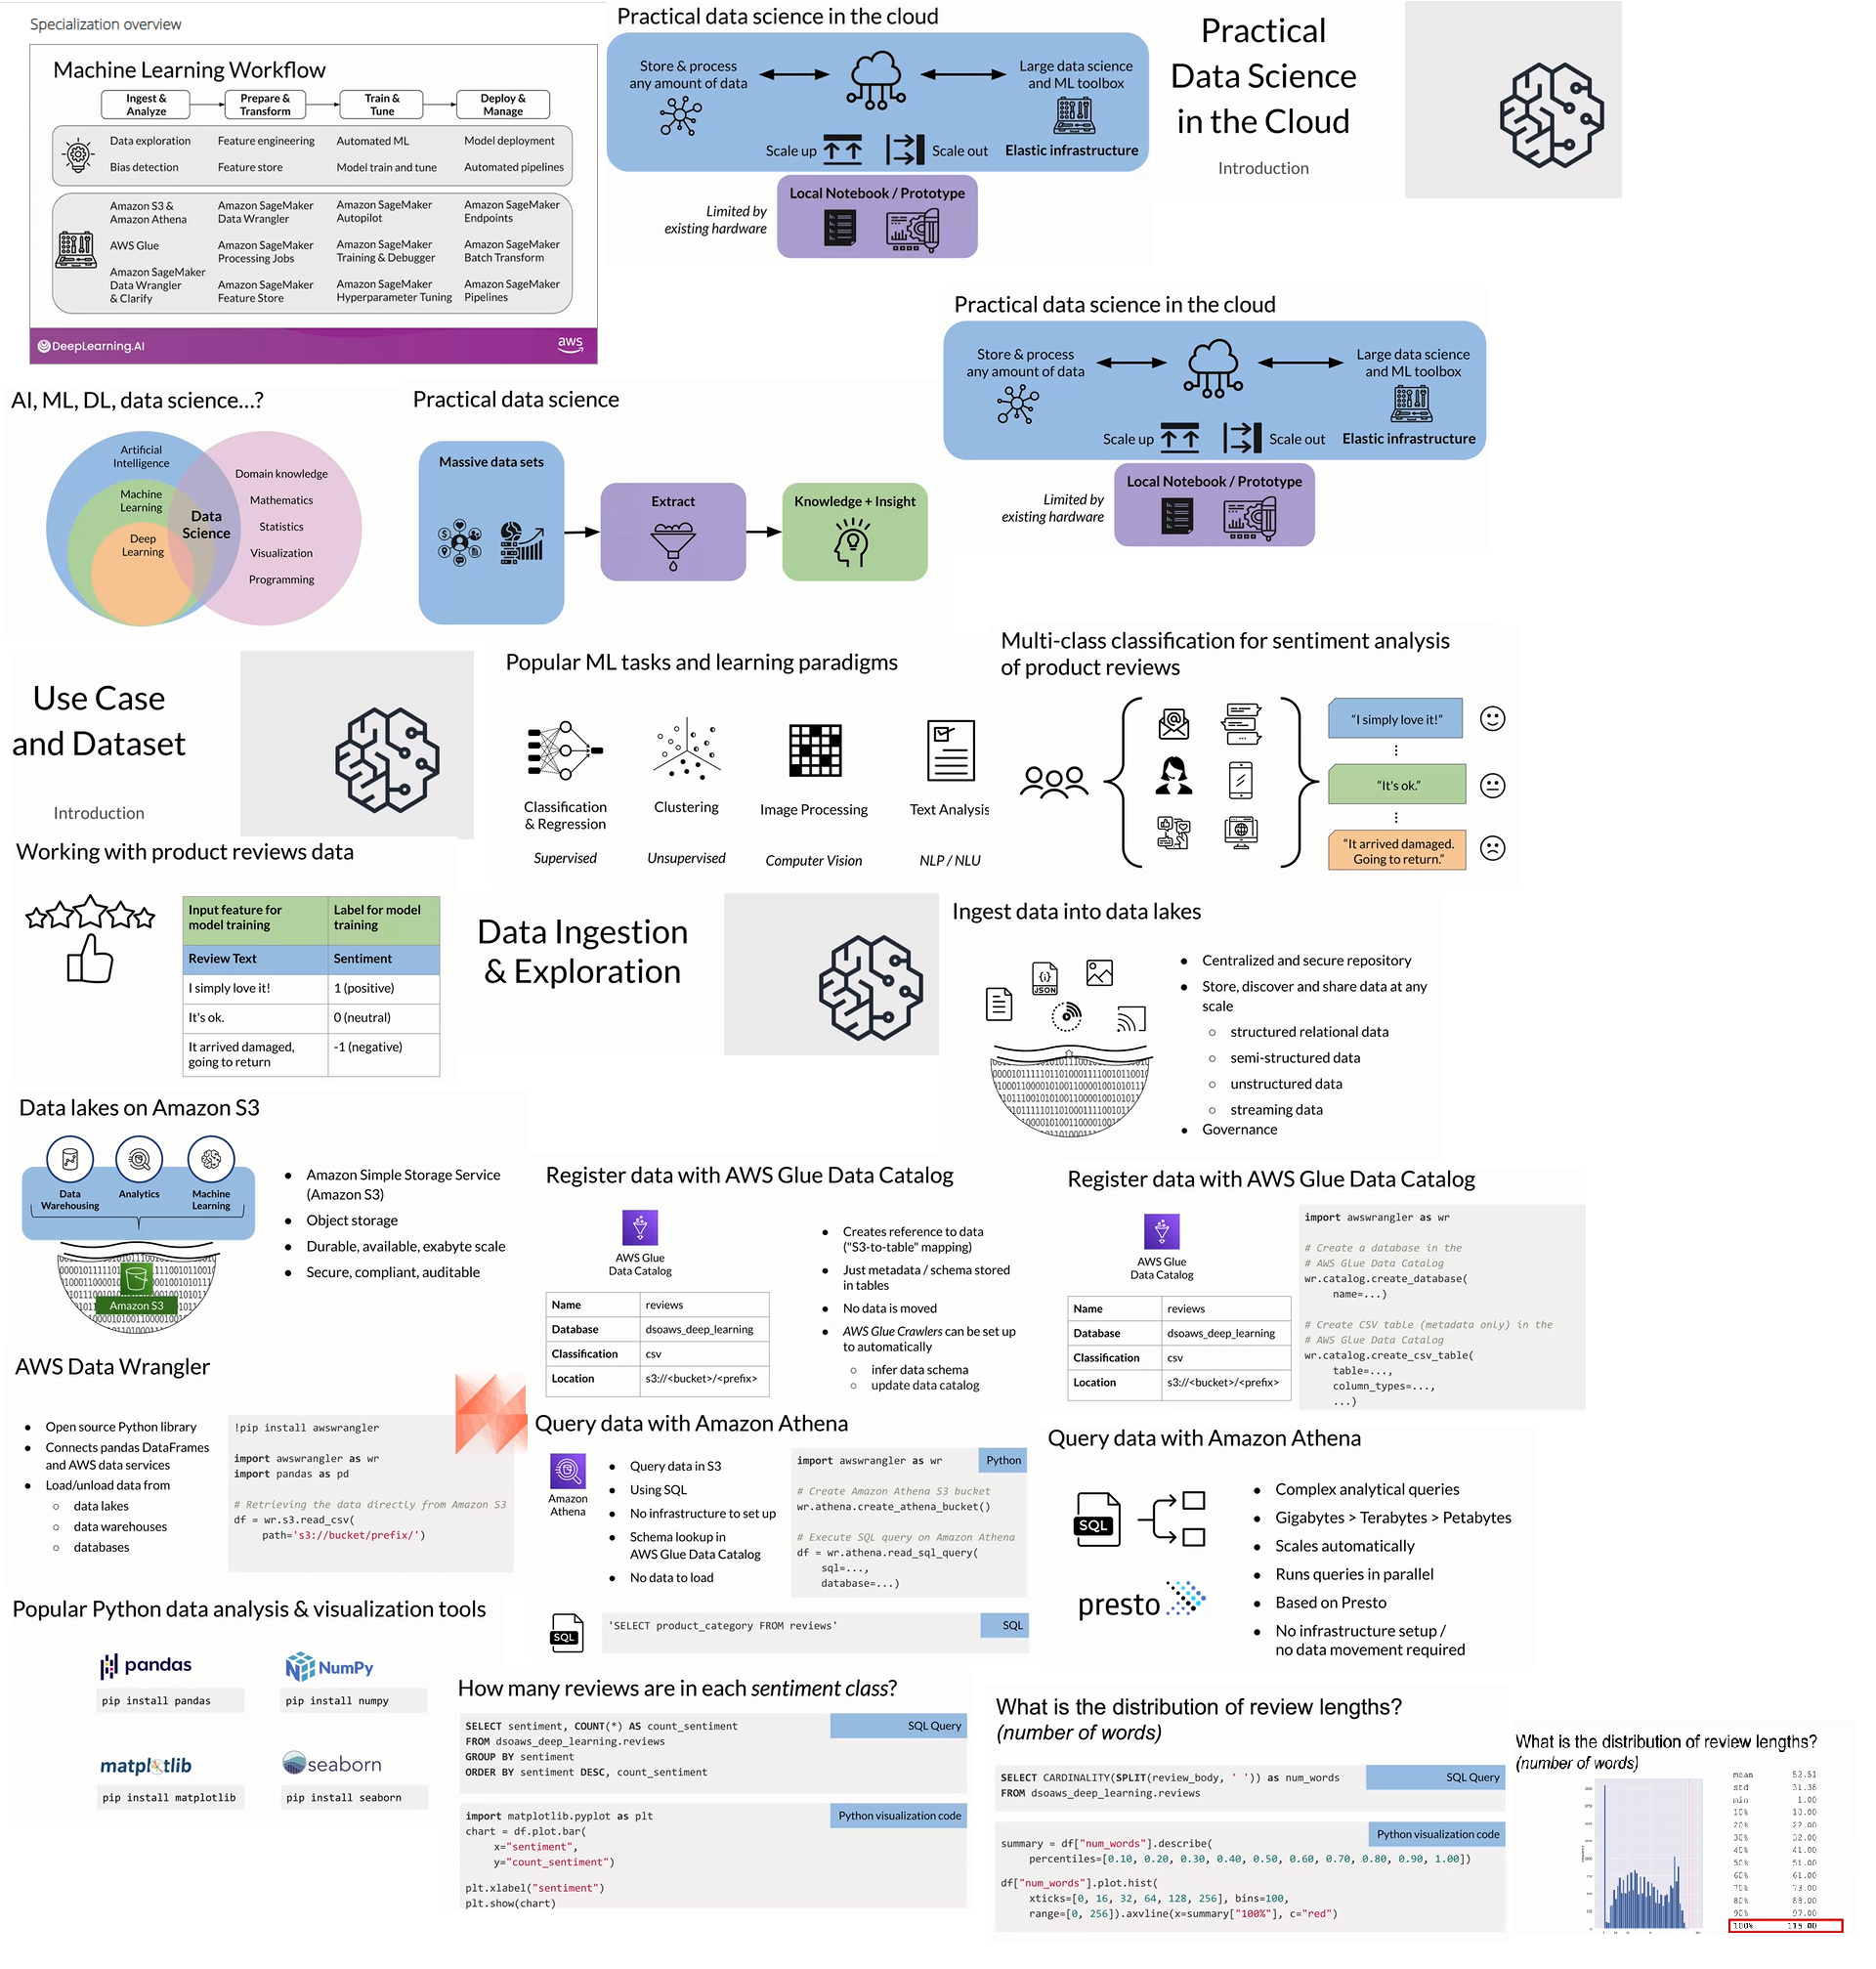 Specialization overview
Machine Learning Workflow
Ingest &
Analyze
Prepare &
Transform
Train &
Tune
Deploy &
Manage
Data exploration
Feature engineering
Automated ML
Model deployment
Bias detection
Feature store
Model train and tune
Automated pipelines
Amazon S3 &
Amazon Athena
AWS Glue
Amazon SageMaker
Data Wrangler
& Clarify
Amazon SageMaker
Data Wrangler
Amazon SageMaker
Processing Jobs
Amazon SageMaker
Feature Store
Amazon SageMaker
Autopilot
Amazon SageMaker
Training & Debugger
Amazon SageMaker
Hyperparameter Tuning
Amazon SageMaker
Endpoints
Amazon SageMaker
Batch Transform
Amazon SageMaker
Pipelines
DeepLearning.AI
aws
Practical data science in the cloud
Store & process
any amount of data
Large data science
and ML toolbox
Scale up
Scale out
Elastic infrastructure
Local Notebook / Prototype
Limited by
existing hardware
Practical
Data Science
in the Cloud
Introduction
Practical data science in the cloud
Store & process
any amount of data
Large data science
and ML toolbox
Scale up
Scale out
Elastic infrastructure
Local Notebook / Prototype
Limited by
existing hardware
AI, ML, DL, data science...?
Artificial
Intelligence
Machine
Learning
Deep
Learning
Data
Science
Domain knowledge
Mathematics
Statistics
Visualization
Programming
Practical data science
Massive data sets
Extract
Knowledge + Insight
Use Case
and Dataset
Introduction
Popular ML tasks and learning paradigms
Classification
& Regression
Clustering
Image Processing
Text Analysis
Supervised
Unsupervised
Computer Vision
NLP / NLU
Multi-class classification for sentiment analysis
of product reviews
“I simply love it!”
“It's ok.”
“It arrived damaged.
Going to return.”
Working with product reviews data
Input feature for
model training
Label for model
training
Review Text
Sentiment
I simply love it!
1 (positive)
It's ok.
0 (neutral)
It arrived damaged,
going to return
-1 (negative)
Data Ingestion
& Exploration
Ingest data into data lakes
JSON
Centralized and secure repository
Store, discover and share data at any
scale
structured relational data
semi-structured data
unstructured data
streaming data
Governance
Data lakes on Amazon S3
Data
Warehousing
Analytics
Machine
Learning
Amazon S3
Amazon Simple Storage Service
(Amazon S3)
Object storage
Durable, available, exabyte scale
Secure, compliant, auditable
Register data with AWS Glue Data Catalog
AWS Glue
Data Catalog
Name reviews
Database dsoaws_deep_learning
Classification csv
Location s3://<bucket>/<prefix>
Creates reference to data
("S3-to-table" mapping)
Just metadata / schema stored
in tables
No data is moved
AWS Glue Crawlers can be set up
to automatically
infer data schema
update data catalog
Register data with AWS Glue Data Catalog
AWS Glue
Data Catalog
Name reviews
Database dsoaws_deep_learning
Classification csv
Location s3://<bucket>/<prefix>
import awswrangler as wr
# Create a database in the
# AWS Glue Data Catalog
wr.catalog.create_database(
name=...)
# Create CSV table (metadata only) in the
# AWS Glue Data Catalog
wr.catalog.create_csv_table(
table=...,
column_types=...,
...)
AWS Data Wrangler
Open source Python library
Connects pandas DataFrames
and AWS data services
Load/unload data from
data lakes
data warehouses
databases
!pip install awswrangler
import awswrangler as wr
import pandas as pd
# Retrieving the data directly from Amazon S3
df = wr.s3.read_csv(
path='s3://bucket/prefix/')
Query data with Amazon Athena
Amazon
Athena
Query data in S3
Using SQL
No infrastructure to set up
Schema lookup in
AWS Glue Data Catalog
No data to load
Python
import awswrangler as wr
# Create Amazon Athena S3 bucket
wr.athena.create_athena_bucket()
# Execute SQL query on Amazon Athena
df = wr.athena.read_sql_query(
sql=...,
database=...)
SQL
'SELECT product_category FROM reviews'
SQL
Query data with Amazon Athena
SQL
presto
Complex analytical queries
Gigabytes > Terabytes > Petabytes
Scales automatically
Runs queries in parallel
Based on Presto
No infrastructure setup /
no data movement required
Popular Python data analysis & visualization tools
pandas
pip install pandas
NumPy
pip install numpy
matplotlib
pip install matplotlib
seaborn
pip install seaborn
How many reviews are in each sentiment class?
SQL Query
SELECT sentiment, COUNT(*) AS count_sentiment
FROM dsoaws_deep_learning.reviews
GROUP BY sentiment
ORDER BY sentiment DESC, count_sentiment
Python visualization code
import matplotlib.pyplot as plt
chart = df.plot.bar(
x="sentiment",
y="count_sentiment")
plt.xlabel("sentiment")
plt.show(chart)
What is the distribution of review lengths?
(number of words)
SQL Query
SELECT CARDINALITY(SPLIT(review_body, ' ')) as num_words
FROM dsoaws_deep_learning.reviews
Python visualization code
summary = df["num_words"].describe(
percentiles=[0.10, 0.20, 0.30, 0.40, 0.50, 0.60, 0.70, 0.80, 0.90, 1.00])
df["num_words"].plot.hist(
xticks=[0, 16, 32, 64, 128, 256], bins=100,
range=[0, 256]).axvline(x=summary["100%"], c="red")
What is the distribution of review lengths?
(number of words)
mean 52.51
std 31.38
min 1.00
10% 10.00
20% 22.00
30% 32.00
40% 41.00
50% 51.00
60% 61.00
70% 73.00
80% 88.00
90% 97.00
100% 115.00